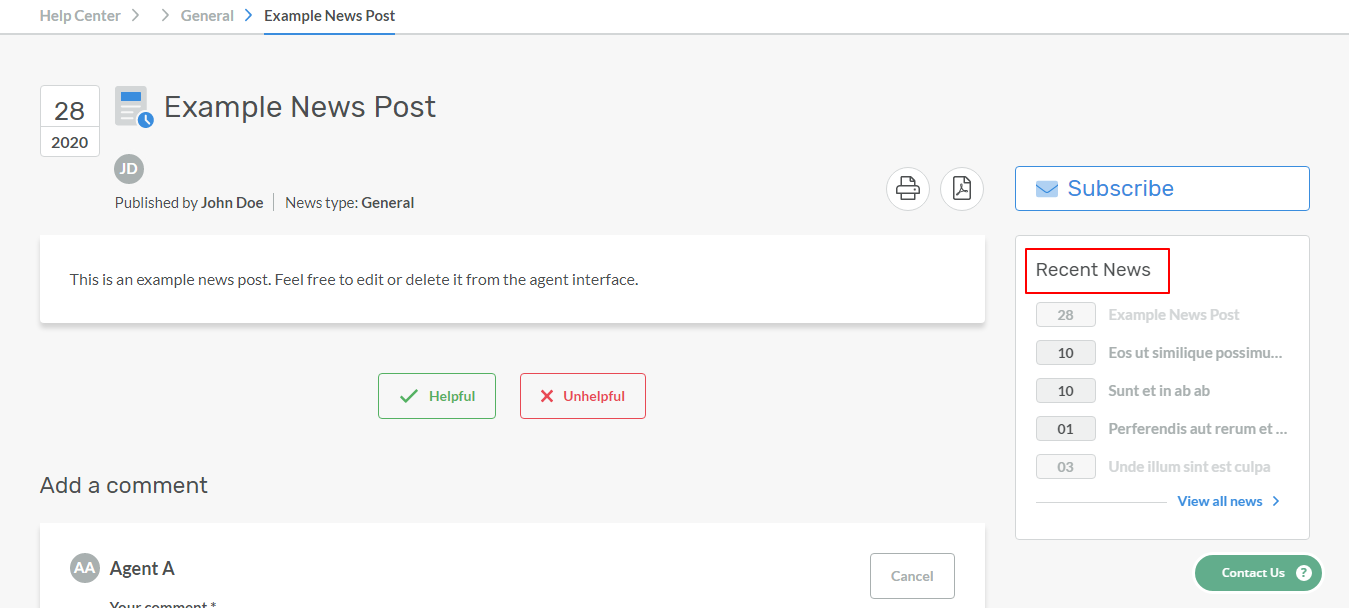 Help Center > > General > Example News Post
28
2020
Example News Post
JD
Published by John Doe | News type: General
This is an example news post. Feel free to edit or delete it from the agent interface.
Helpful
Unhelpful
Add a comment
AA Agent A
Cancel
Your comment *
Subscribe
Recent News
28 Example News Post
10 Eos ut similique possimu...
10 Sunt et in ab ab
01 Perferendis aut rerum et ...
03 Unde illum sint est culpa
View all news >
Contact Us ?